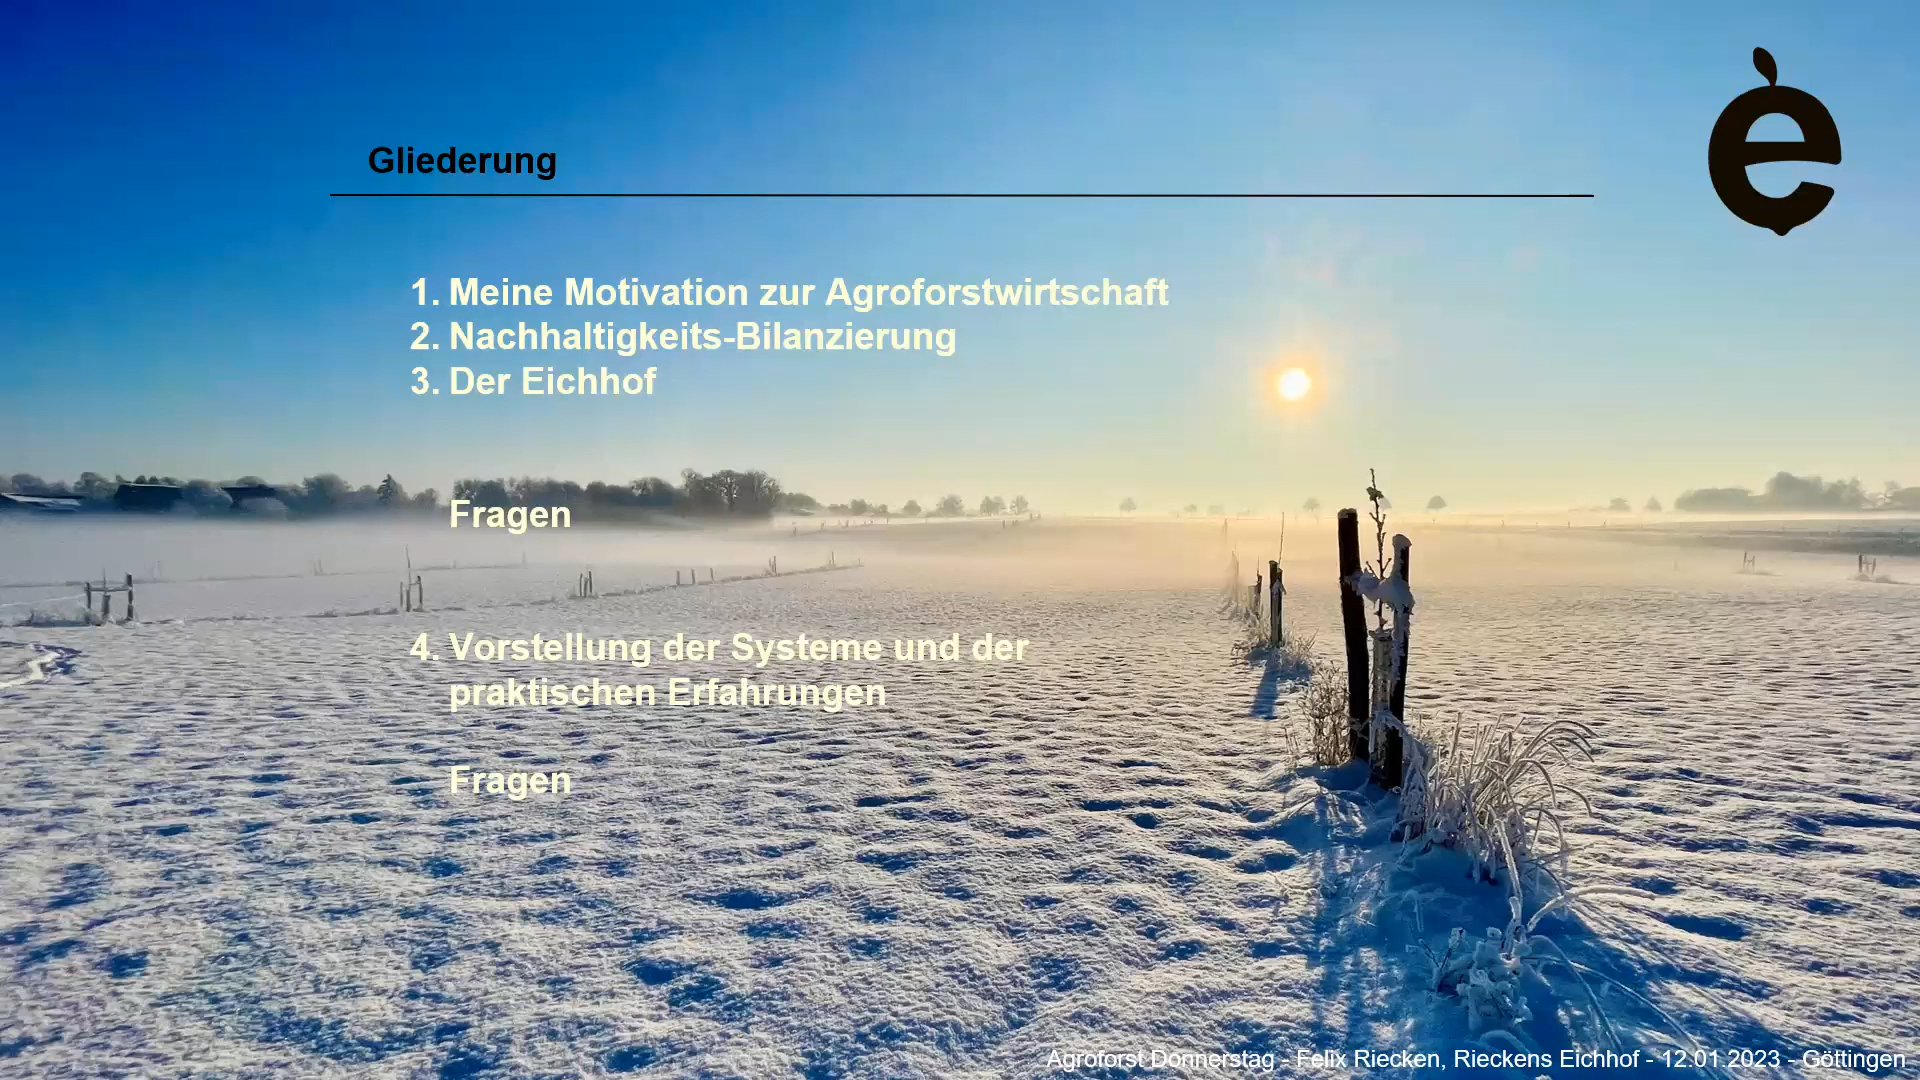 Gliederung
1. Meine Motivation zur Agroforstwirtschaft
2. Nachhaltigkeits-Bilanzierung
3. Der Eichhof
Fragen
4. Vorstellung der Systeme und der
praktischen Erfahrungen
Fragen
Agroforst Donnerstag - Felix Riecken, Rieckens Eichhof - 12.01.2023 - Göttingen